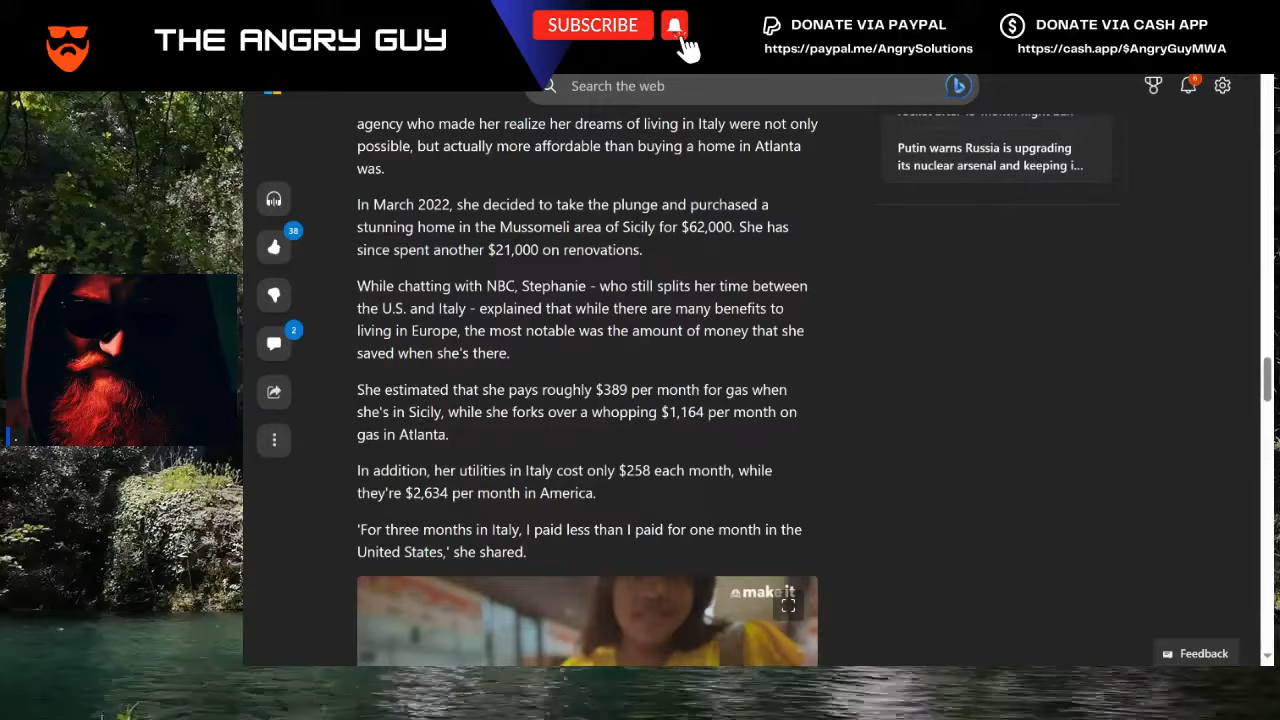 THE ANGRY GUY
SUBSCRIBE
DONATE VIA PAYPAL
https://paypal.me/AngrySolutions
DONATE VIA CASH APP
https://cash.app/$AngryGuyMWA
Search the web
6
agency who made her realize her dreams of living in Italy were not only
possible, but actually more affordable than buying a home in Atlanta
was.
In March 2022, she decided to take the plunge and purchased a
stunning home in the Mussomeli area of Sicily for $62,000. She has
since spent another $21,000 on renovations.
While chatting with NBC, Stephanie - who still splits her time between
the U.S. and Italy - explained that while there are many benefits to
living in Europe, the most notable was the amount of money that she
saved when she's there.
She estimated that she pays roughly $389 per month for gas when
she's in Sicily, while she forks over a whopping $1,164 per month on
gas in Atlanta.
In addition, her utilities in Italy cost only $258 each month, while
they're $2,634 per month in America.
'For three months in Italy, I paid less than I paid for one month in the
United States,' she shared.
make it
38
2
Putin warns Russia is upgrading
its nuclear arsenal and keeping i...
Feedback